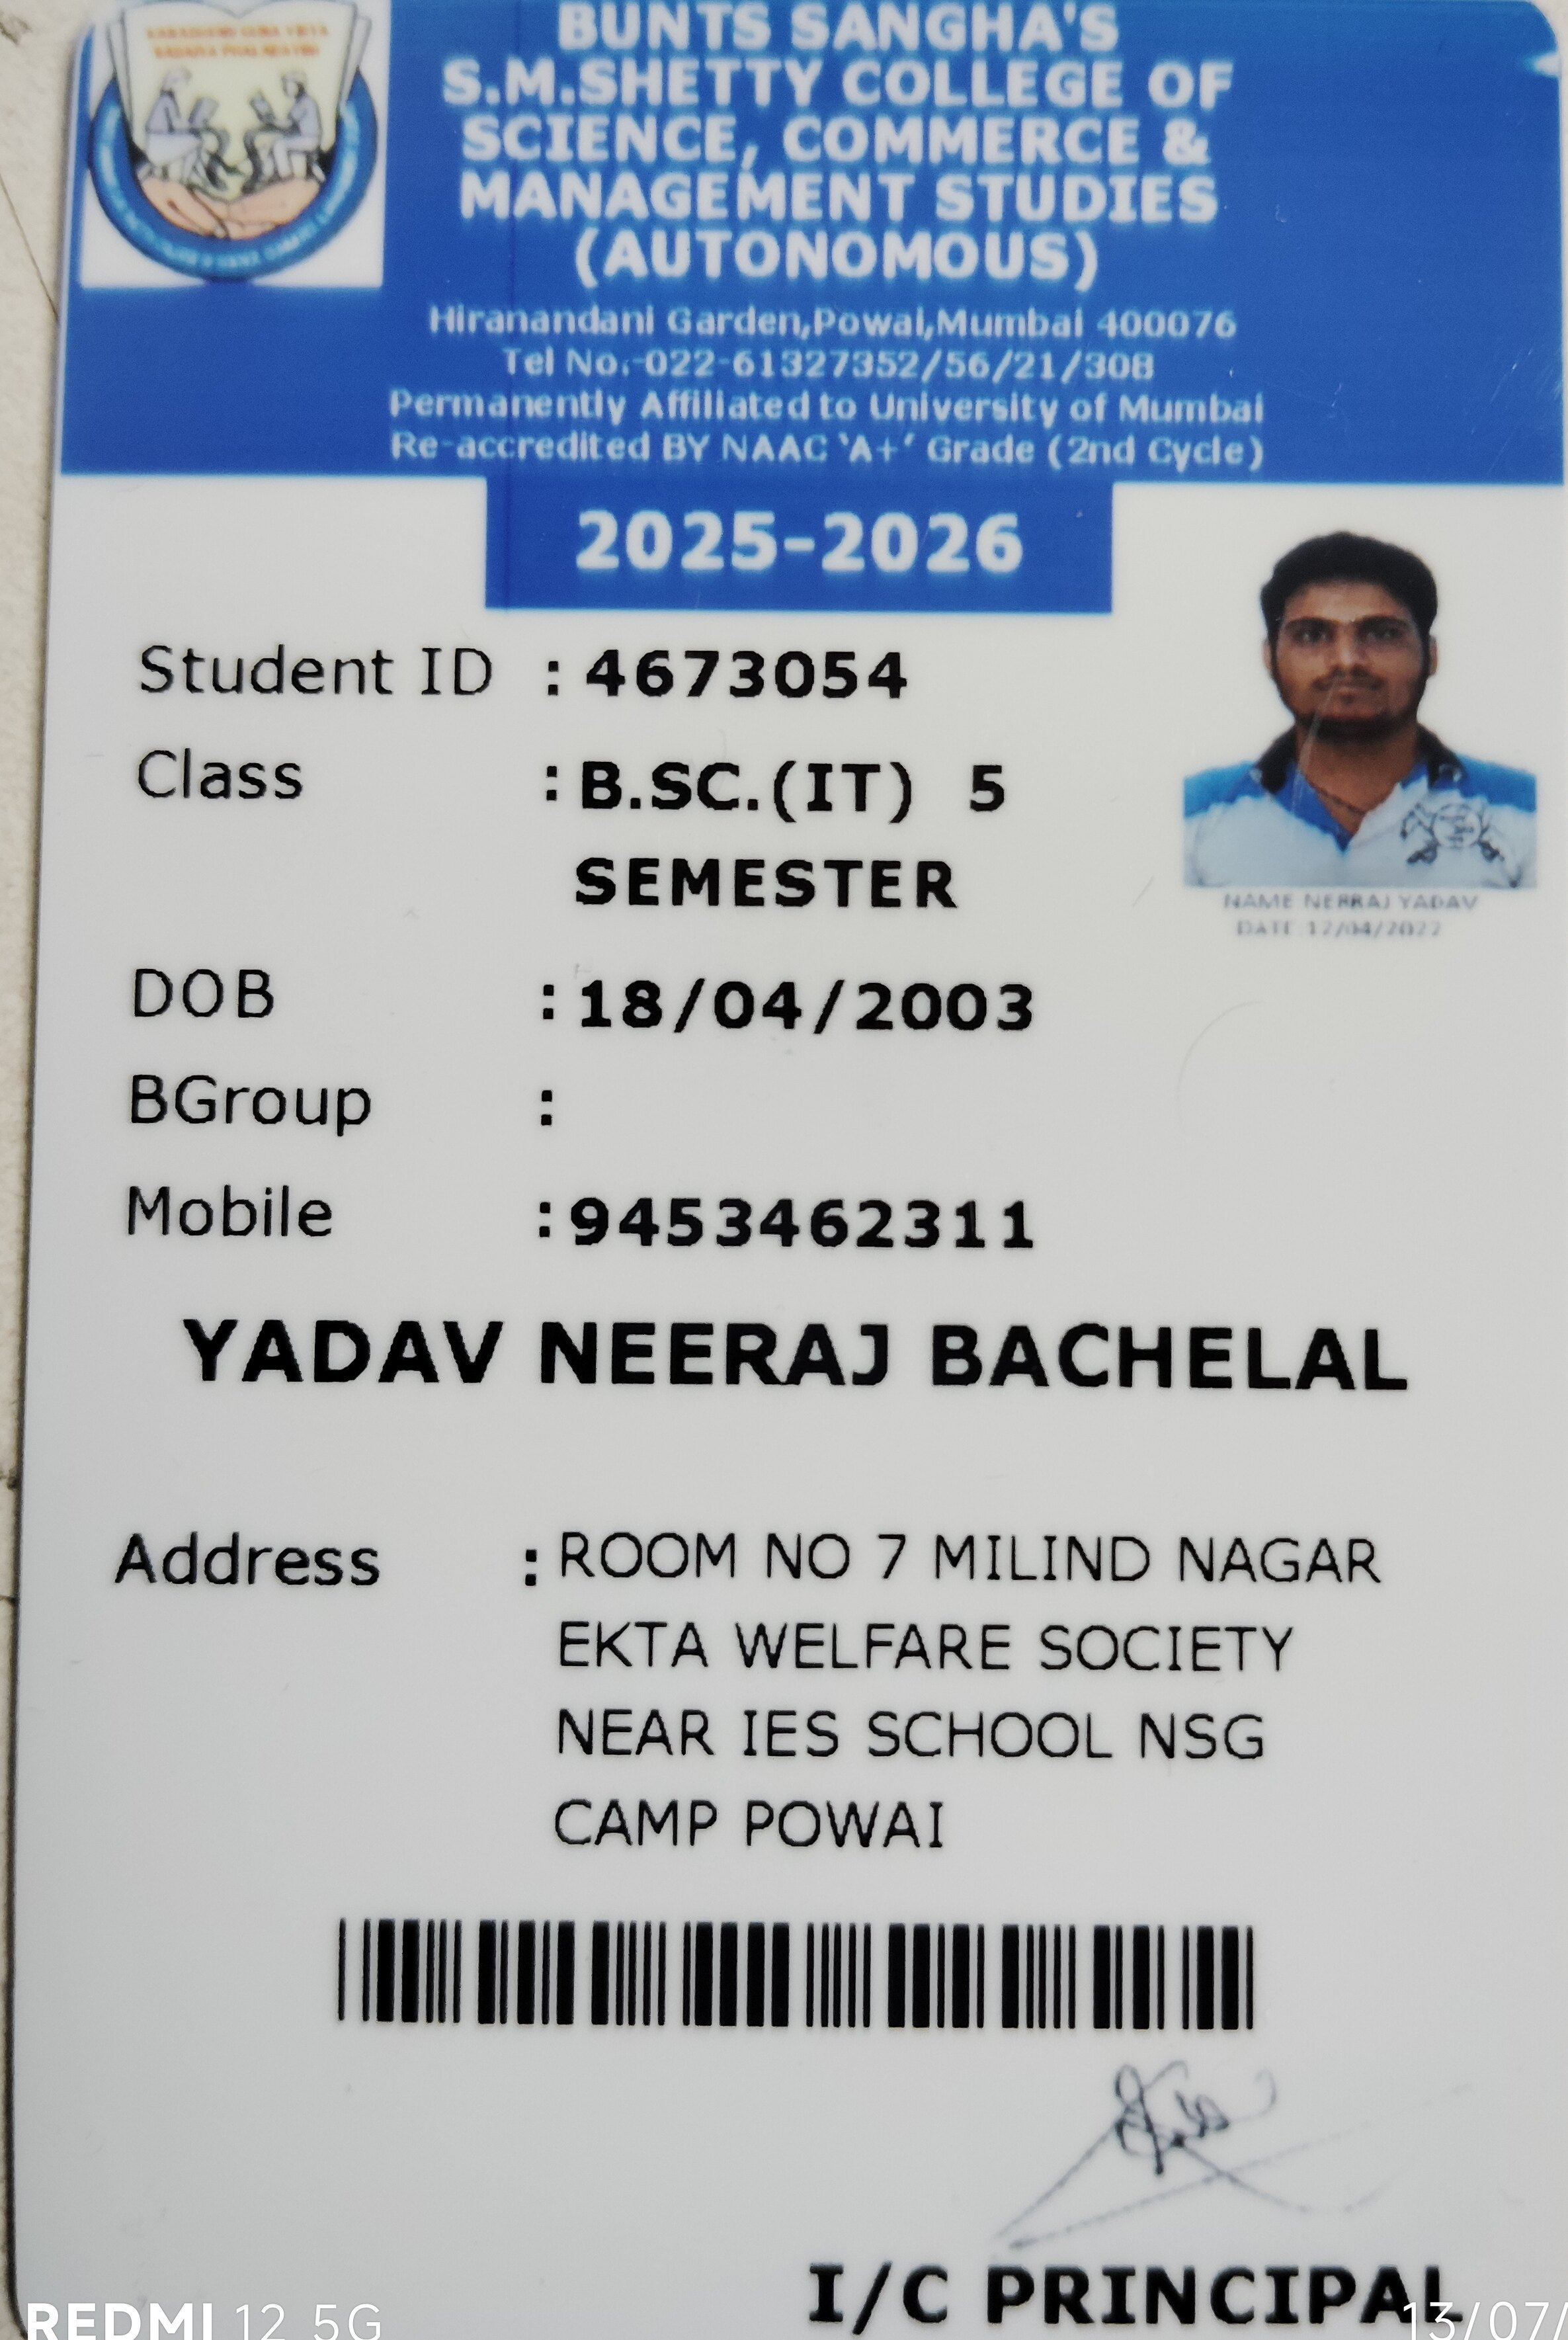 BUNTS SANGHA'S
S.M.SHETTY COLLEGE OF
SCIENCE, COMMERCE &
MANAGEMENT STUDIES
(AUTONOMOUS)
Hiranandani Garden,Powai,Mumbai 400076
Tel No.-022-61327352/56/21/308
Permanently Affiliated to University of Mumbai
Re-accredited BY NAAC 'A+' Grade (2nd Cycle)
2025-2026
Student ID : 4673054
Class : B.SC.(IT) 5
SEMESTER
NAME NEERAJ YADAV
DATE
DOB : 18/04/2003
BGroup :
Mobile : 9453462311
YADAV NEERAJ BACHELAL
Address : ROOM NO 7 MILIND NAGAR
EKTA WELFARE SOCIETY
NEAR IES SCHOOL NSG
CAMP POWAI
I/C PRINCIPAL
REDMI 12 5G
13/07/